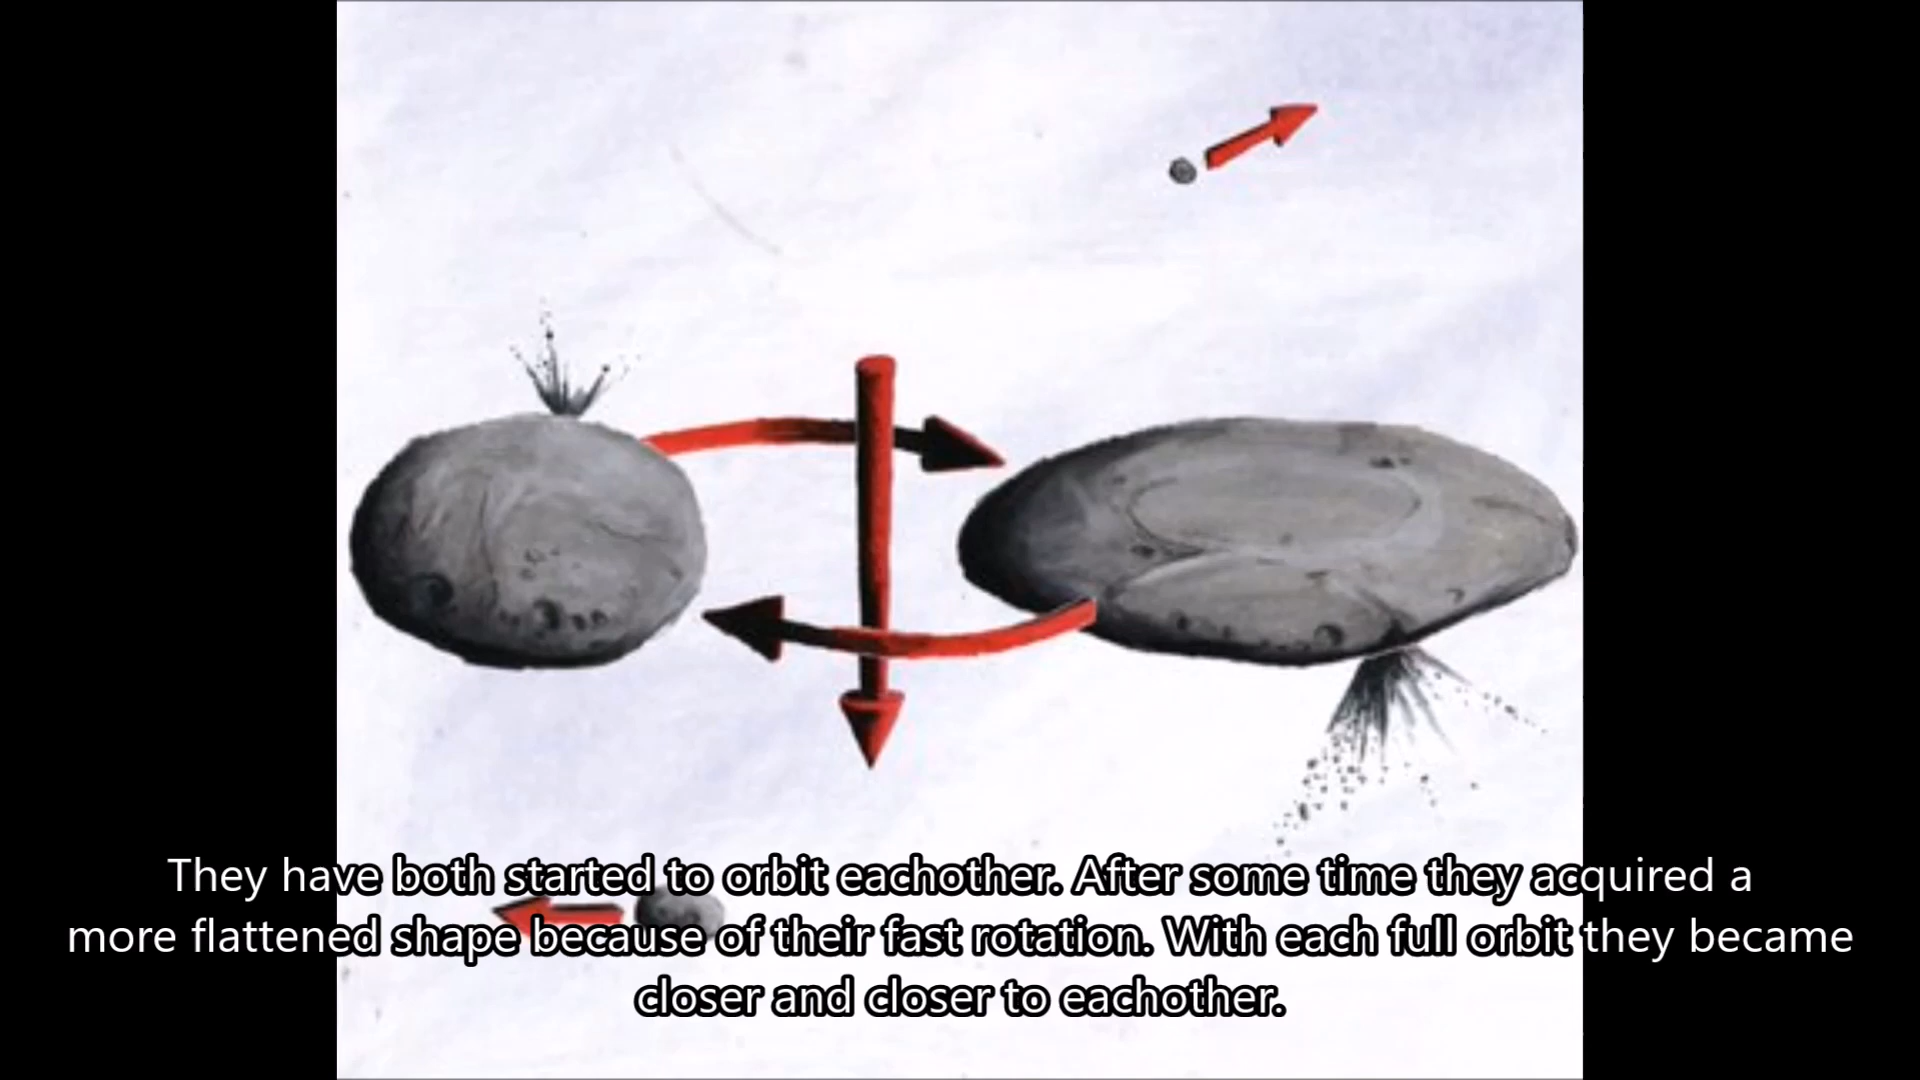 They have both started to orbit eachother. After some time they acquired a
more flattened shape because of their fast rotation. With each full orbit they became
closer and closer to eachother.